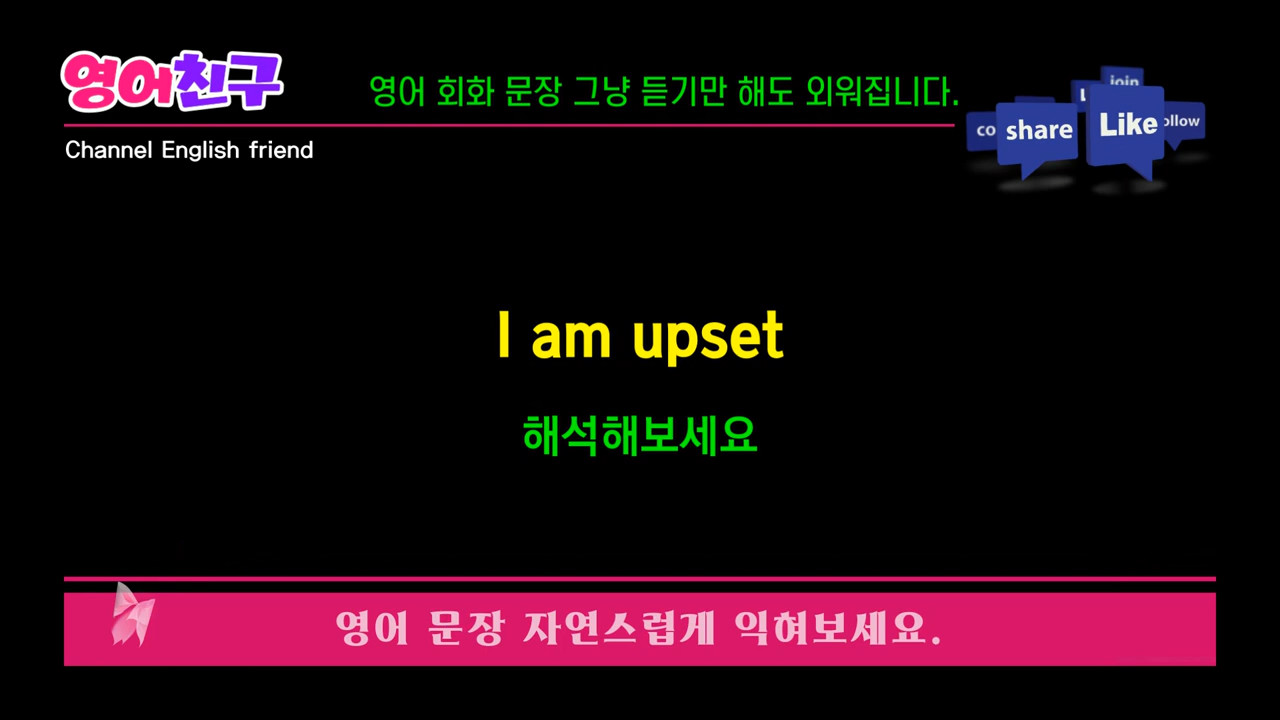 영어친구
영어 회화 문장 그냥 듣기만 해도 외워집니다.
Channel English friend
join
co
share
Like
ollow
I am upset
해석해보세요
영어 문장 자연스럽게 익혀보세요.